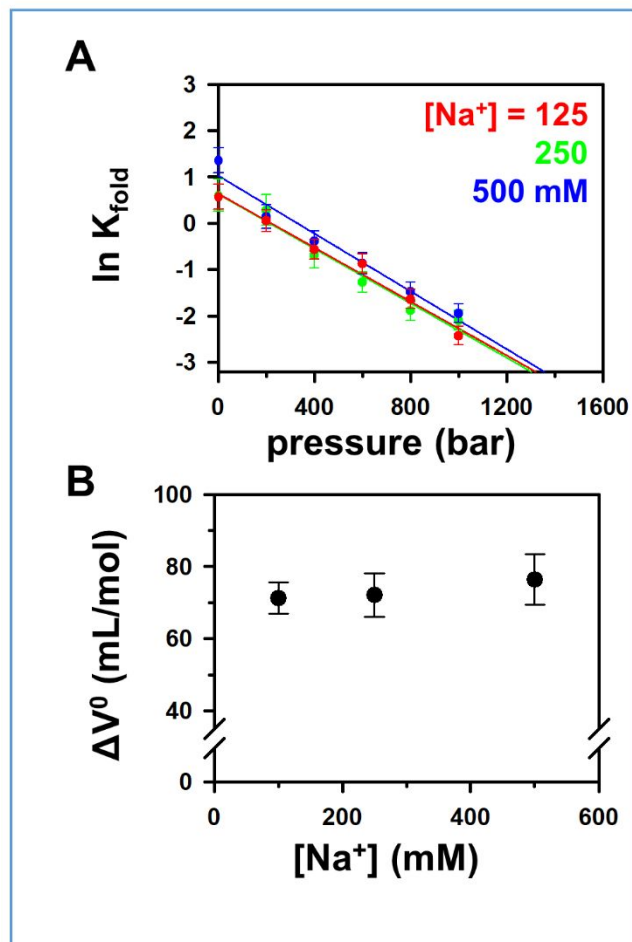 A
3
2
1
0
-1
-2
-3
ln K_fold
[Na⁺] = 125
250
500 mM
0 400 800 1200 1600
pressure (bar)
B
100
80
60
40
0
ΔV⁰ (mL/mol)
0 200 400 600
[Na⁺] (mM)